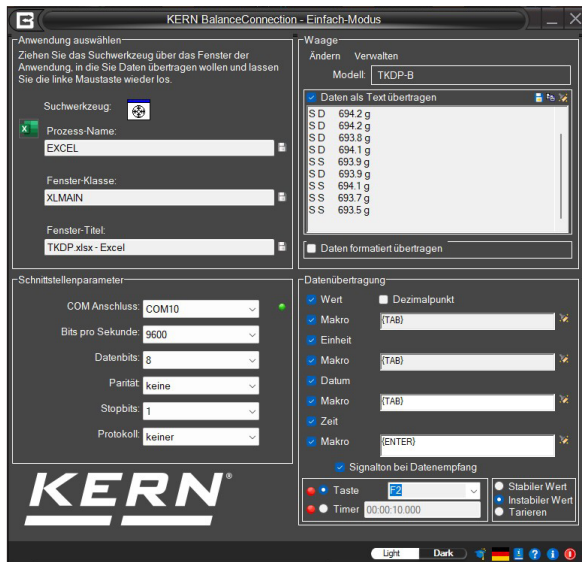 KERN BalanceConnection - Einfach-Modus
Anwendung auswählen
Ziehen Sie das Suchwerkzeug über das Fenster der
Anwendung, in die Sie Daten übertragen wollen und lassen
Sie die linke Maustaste wieder los.
Suchwerkzeug:
Prozess-Name:
EXCEL
Fenster-Klasse:
XLMAIN
Fenster-Titel:
TKDP.xlsx - Excel
Waage
Ändern Verwalten
Modell: TKDP-B
Daten als Text übertragen
S D 694.2 g
S D 694.2 g
S D 693.8 g
S D 694.1 g
S S 693.9 g
S D 693.9 g
S S 694.1 g
S S 693.7 g
S S 693.5 g
Daten formatiert übertragen
Schnittstellenparameter
COM Anschluss: COM10
Bits pro Sekunde: 9600
Datenbits: 8
Parität: keine
Stopbits: 1
Protokoll: keiner
KERN®
Datenübertragung
Wert Dezimalpunkt
Makro {TAB}
Einheit
Makro {TAB}
Datum
Makro {TAB}
Zeit
Makro {ENTER}
Signalton bei Datenempfang
Taste F2
Timer 00:00:10.000
Stabiler Wert
Instabiler Wert
Tarieren
Light Dark